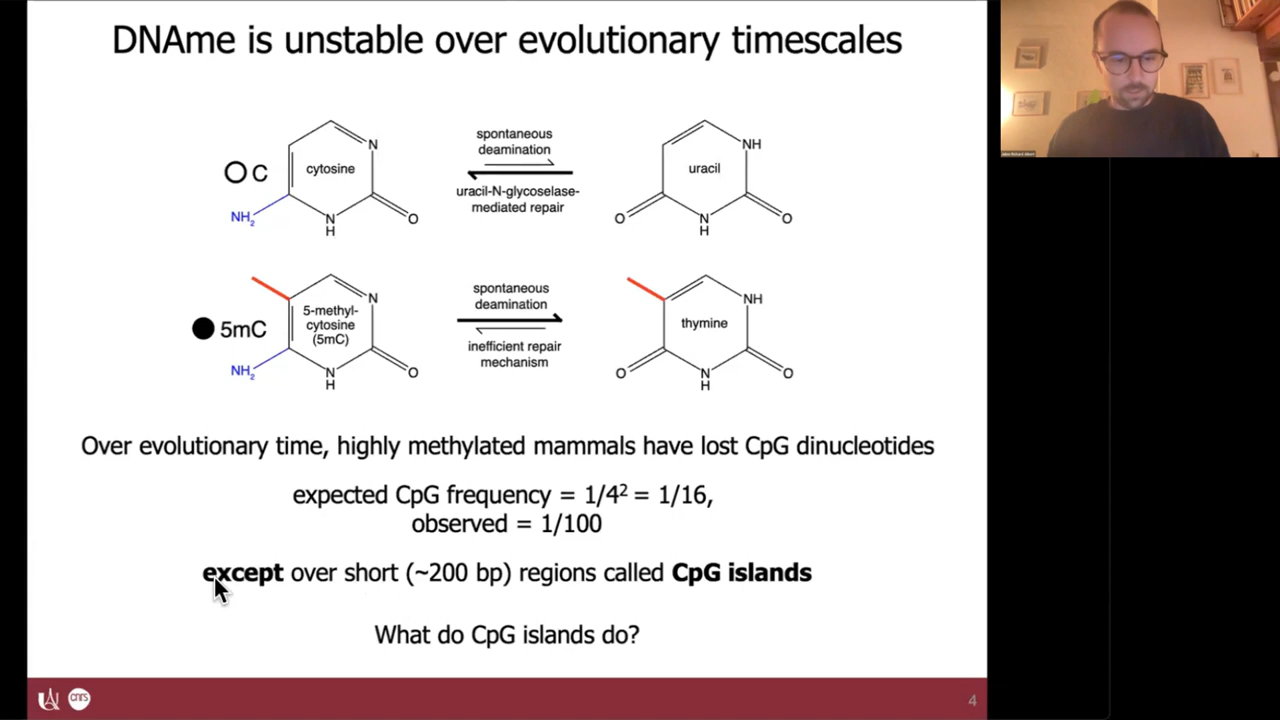 DNAme is unstable over evolutionary timescales
C
cytosine
N
NH2
N
H
O
spontaneous
deamination
uracil-N-glycoselase-
mediated repair
uracil
NH
O
N
H
O
5mC
5-methyl-
cytosine
(5mC)
N
NH2
N
H
O
spontaneous
deamination
inefficient repair
mechanism
thymine
NH
O
N
H
O
Over evolutionary time, highly methylated mammals have lost CpG dinucleotides
expected CpG frequency = 1/4² = 1/16,
observed = 1/100
except over short (~200 bp) regions called CpG islands
What do CpG islands do?
cnrs
4